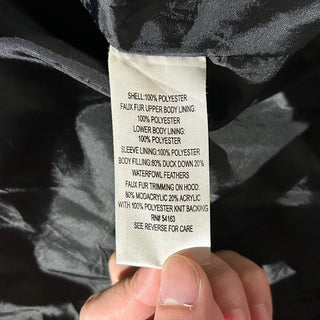 SHELL:100% POLYESTER
FAUX FUR UPPER BODY LINING:
100% POLYESTER
LOWER BODY LINING:
100% POLYESTER
SLEEVE LINING:100% POLYESTER
BODY FILLING:80% DUCK DOWN 20%
WATERFOWL FEATHERS
FAUX FUR TRIMMING ON HOOD:
80% MODACRYLIC 20% ACRYLIC
WITH 100% POLYESTER KNIT BACKING
RN# 54163
SEE REVERSE FOR CARE